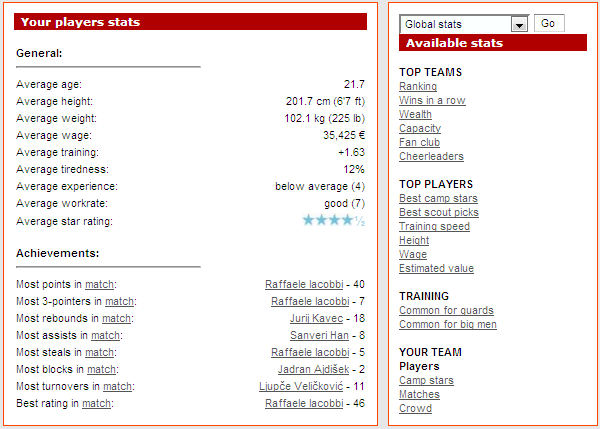 Your players stats
General:
Average age: 21.7
Average height: 201.7 cm (6'7 ft)
Average weight: 102.1 kg (225 lb)
Average wage: 35,425 €
Average training: +1.63
Average tiredness: 12%
Average experience: below average (4)
Average workrate: good (7)
Average star rating: ★★★★½
Achievements:
Most points in match: Raffaele Iacobbi - 40
Most 3-pointers in match: Raffaele Iacobbi - 7
Most rebounds in match: Jurij Kavec - 18
Most assists in match: Sanveri Han - 8
Most steals in match: Raffaele Iacobbi - 5
Most blocks in match: Jadran Ajdišek - 2
Most turnovers in match: Ljupče Veličković - 11
Best rating in match: Raffaele Iacobbi - 46
Global stats Go
Available stats
TOP TEAMS
Ranking
Wins in a row
Wealth
Capacity
Fan club
Cheerleaders
TOP PLAYERS
Best camp stars
Best scout picks
Training speed
Height
Wage
Estimated value
TRAINING
Common for guards
Common for big men
YOUR TEAM
Players
Camp stars
Matches
Crowd